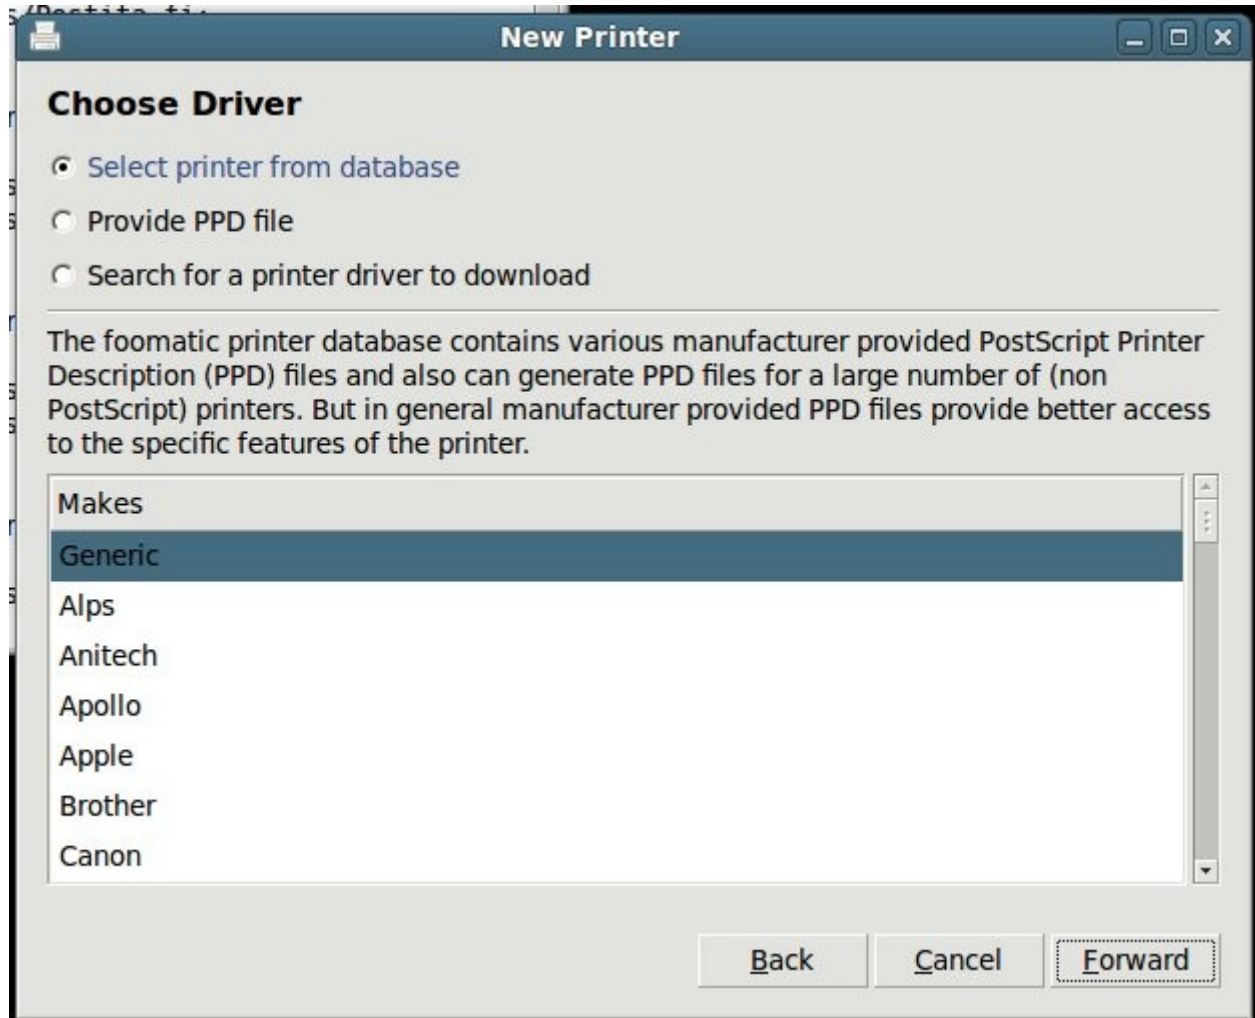 s/Postita.fi:
New Printer
Choose Driver
Select printer from database
Provide PPD file
Search for a printer driver to download
The foomatic printer database contains various manufacturer provided PostScript Printer
Description (PPD) files and also can generate PPD files for a large number of (non
PostScript) printers. But in general manufacturer provided PPD files provide better access
to the specific features of the printer.
Makes
Generic
Alps
Anitech
Apollo
Apple
Brother
Canon
Back Cancel Forward